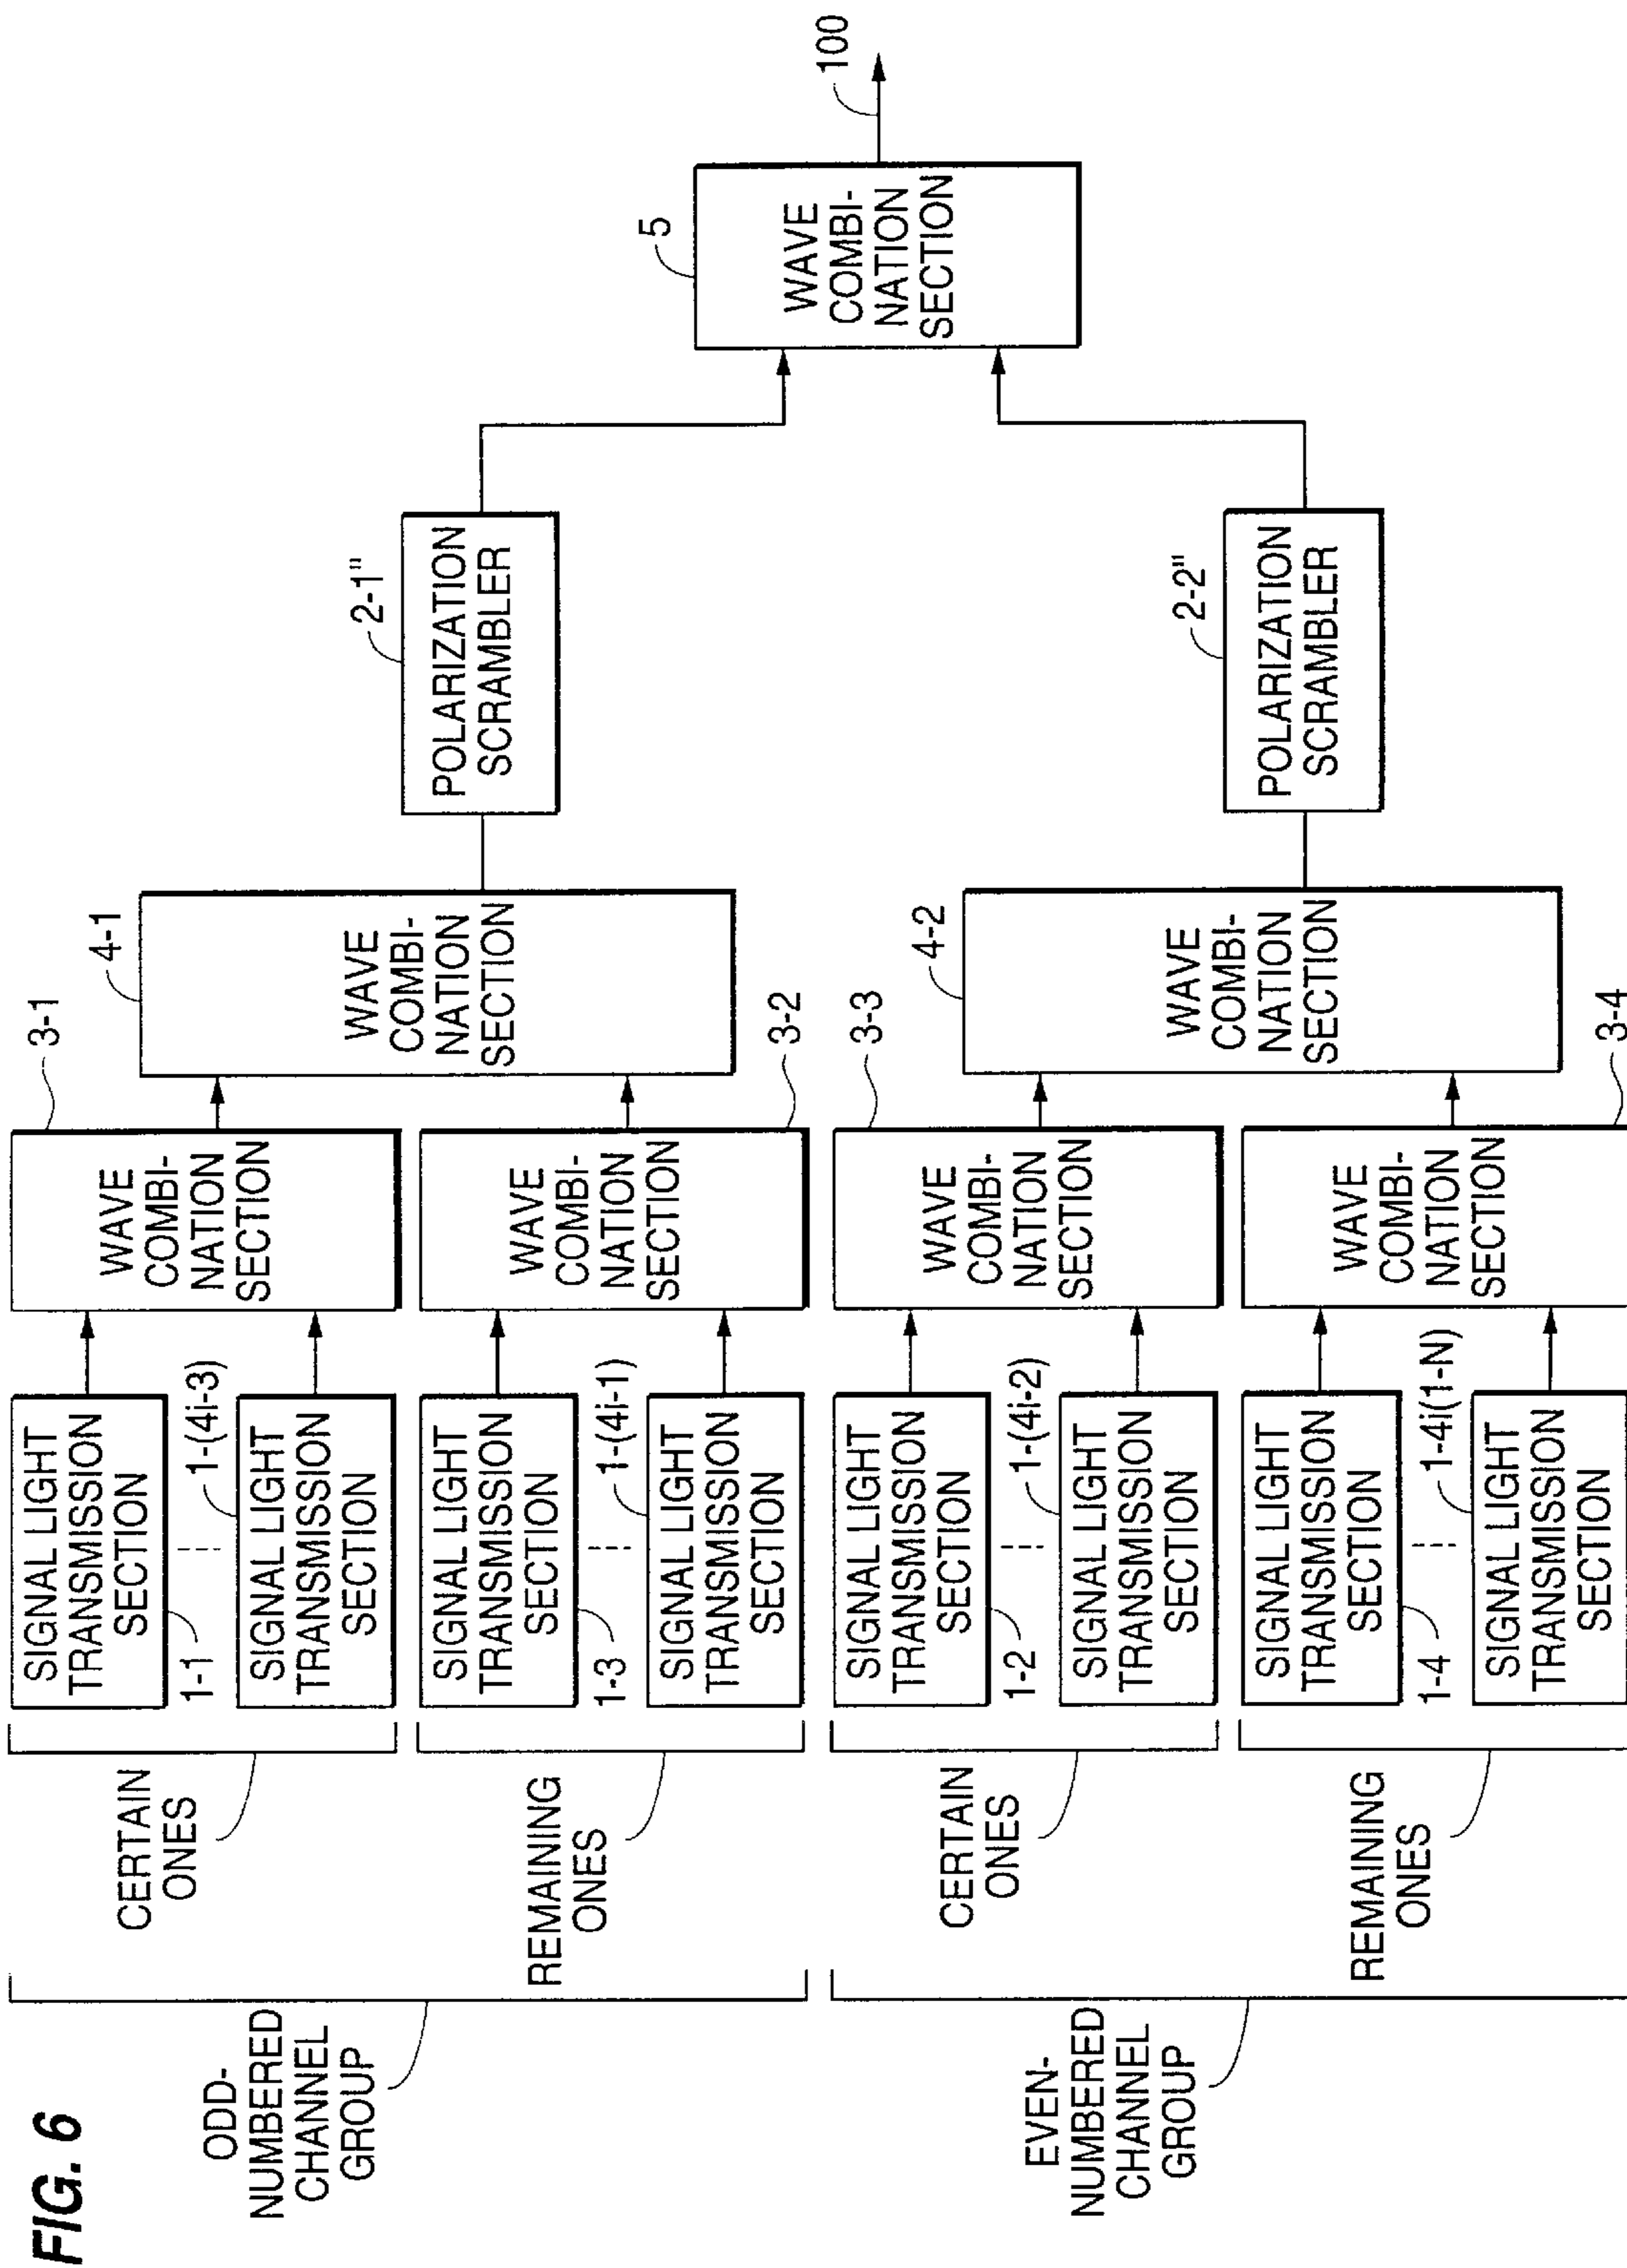 FIG. 6
ODD-
NUMBERED
CHANNEL
GROUP
CERTAIN
ONES
SIGNAL LIGHT
TRANSMISSION
SECTION
1-1
1-(4i-3)
SIGNAL LIGHT
TRANSMISSION
SECTION
WAVE
COMBI-
NATION
SECTION
3-1
REMAINING
ONES
SIGNAL LIGHT
TRANSMISSION
SECTION
1-3
1-(4i-1)
SIGNAL LIGHT
TRANSMISSION
SECTION
WAVE
COMBI-
NATION
SECTION
3-2
4-1
WAVE
COMBI-
NATION
SECTION
2-1"
POLARIZATION
SCRAMBLER
EVEN-
NUMBERED
CHANNEL
GROUP
CERTAIN
ONES
SIGNAL LIGHT
TRANSMISSION
SECTION
1-2
1-(4i-2)
SIGNAL LIGHT
TRANSMISSION
SECTION
WAVE
COMBI-
NATION
SECTION
3-3
REMAINING
ONES
SIGNAL LIGHT
TRANSMISSION
SECTION
1-4
1-4i(1-N)
SIGNAL LIGHT
TRANSMISSION
SECTION
WAVE
COMBI-
NATION
SECTION
3-4
4-2
WAVE
COMBI-
NATION
SECTION
2-2"
POLARIZATION
SCRAMBLER
5
WAVE
COMBI-
NATION
SECTION
100